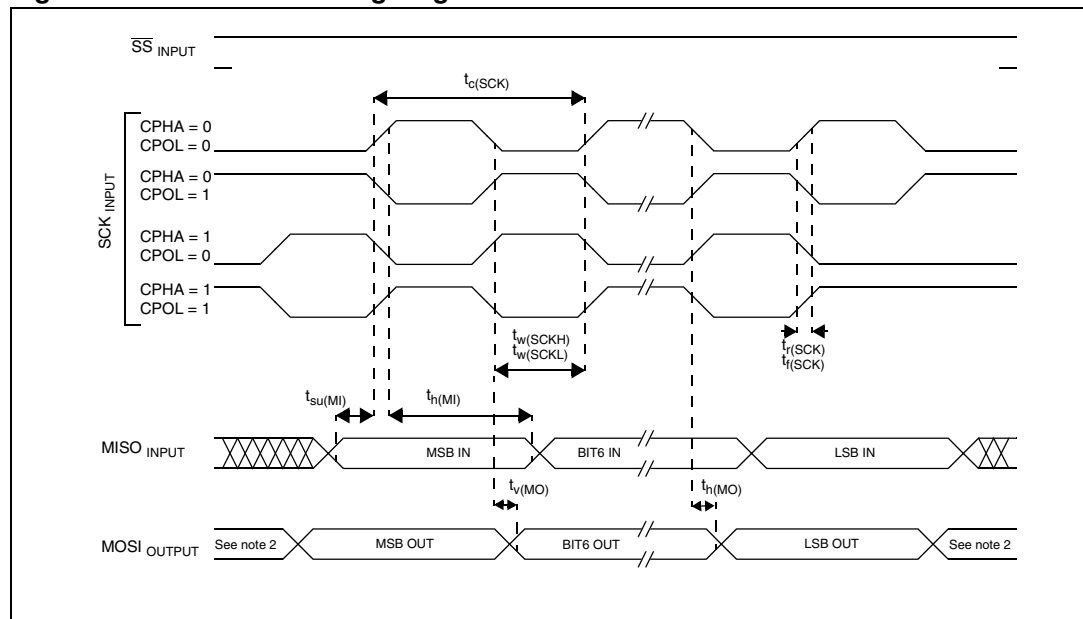 SS INPUT
tc(SCK)
SCK INPUT
CPHA = 0
CPOL = 0
CPHA = 0
CPOL = 1
CPHA = 1
CPOL = 0
CPHA = 1
CPOL = 1
tw(SCKH)
tw(SCKL)
tr(SCK)
tf(SCK)
tsu(MI)
th(MI)
MISO INPUT
MSB IN
BIT6 IN
LSB IN
tv(MO)
th(MO)
MOSI OUTPUT
See note 2
MSB OUT
BIT6 OUT
LSB OUT
See note 2